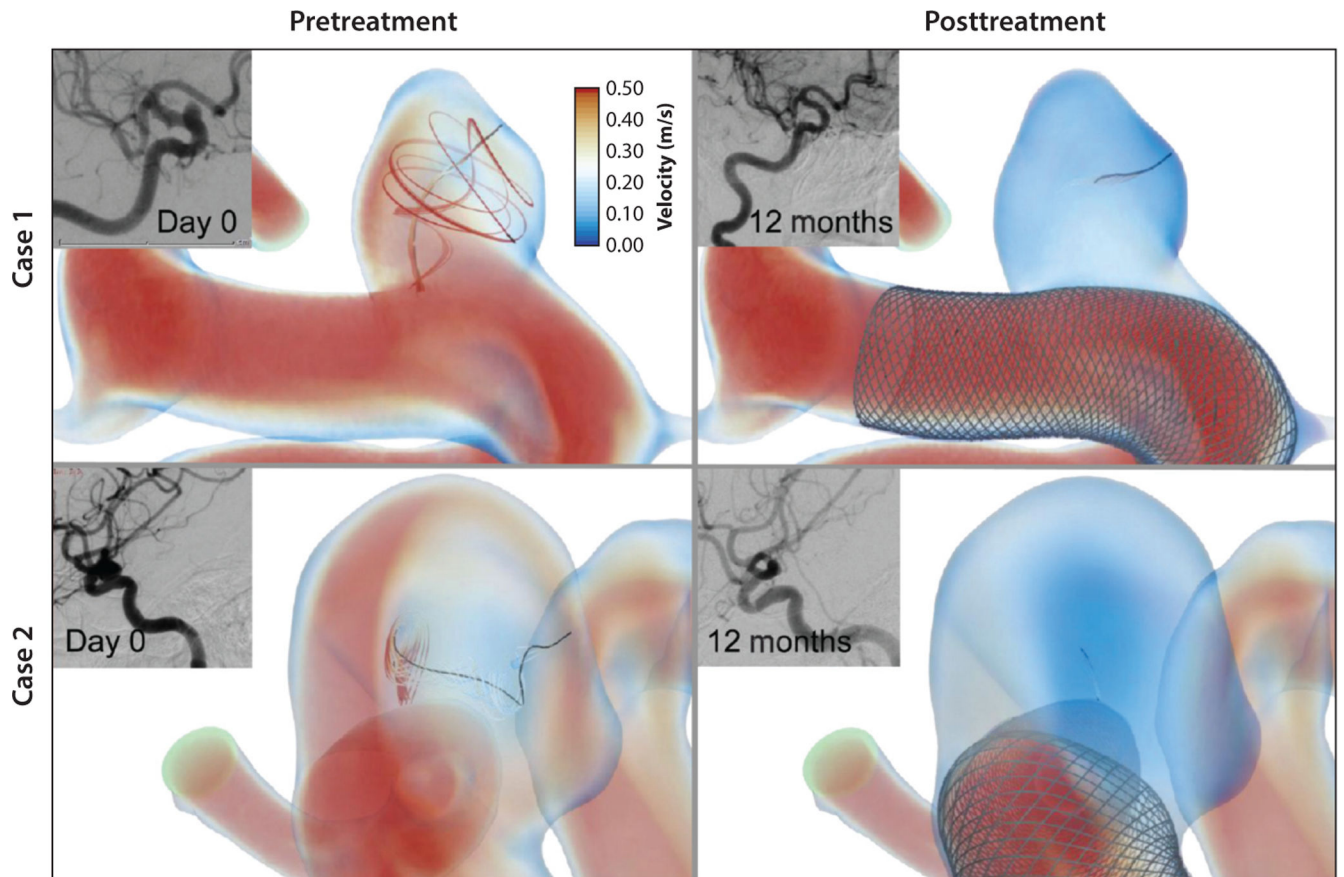 Pretreatment
Posttreatment
Case 1
Day 0
0.50
0.40
0.30
0.20
0.10
0.00
Velocity (m/s)
12 months
Case 2
Day 0
12 months